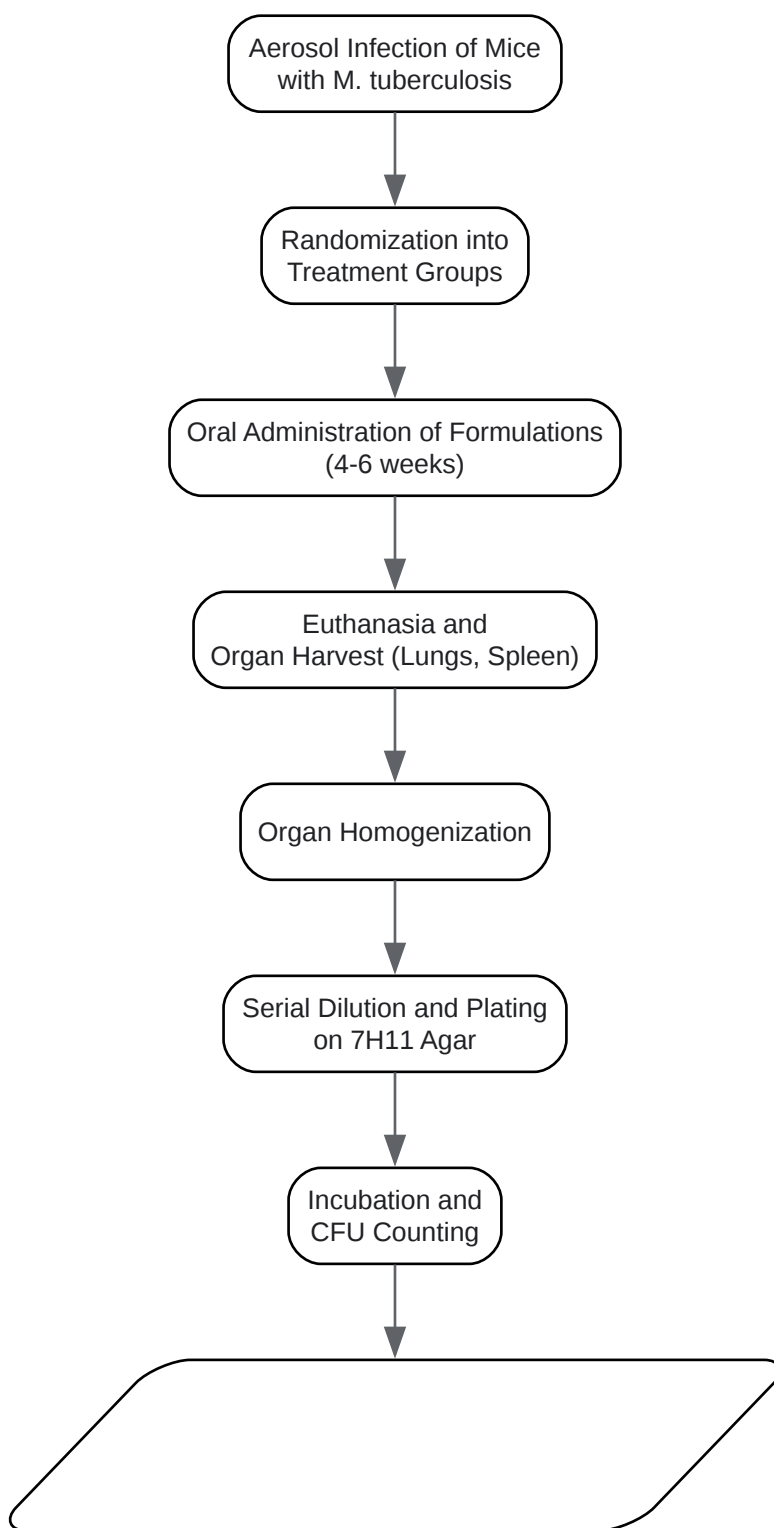 Aerosol Infection of Mice
with M. tuberculosis
Randomization into
Treatment Groups
Oral Administration of Formulations
(4-6 weeks)
Euthanasia and
Organ Harvest (Lungs, Spleen)
Organ Homogenization
Serial Dilution and Plating
on 7H11 Agar
Incubation and
CFU Counting